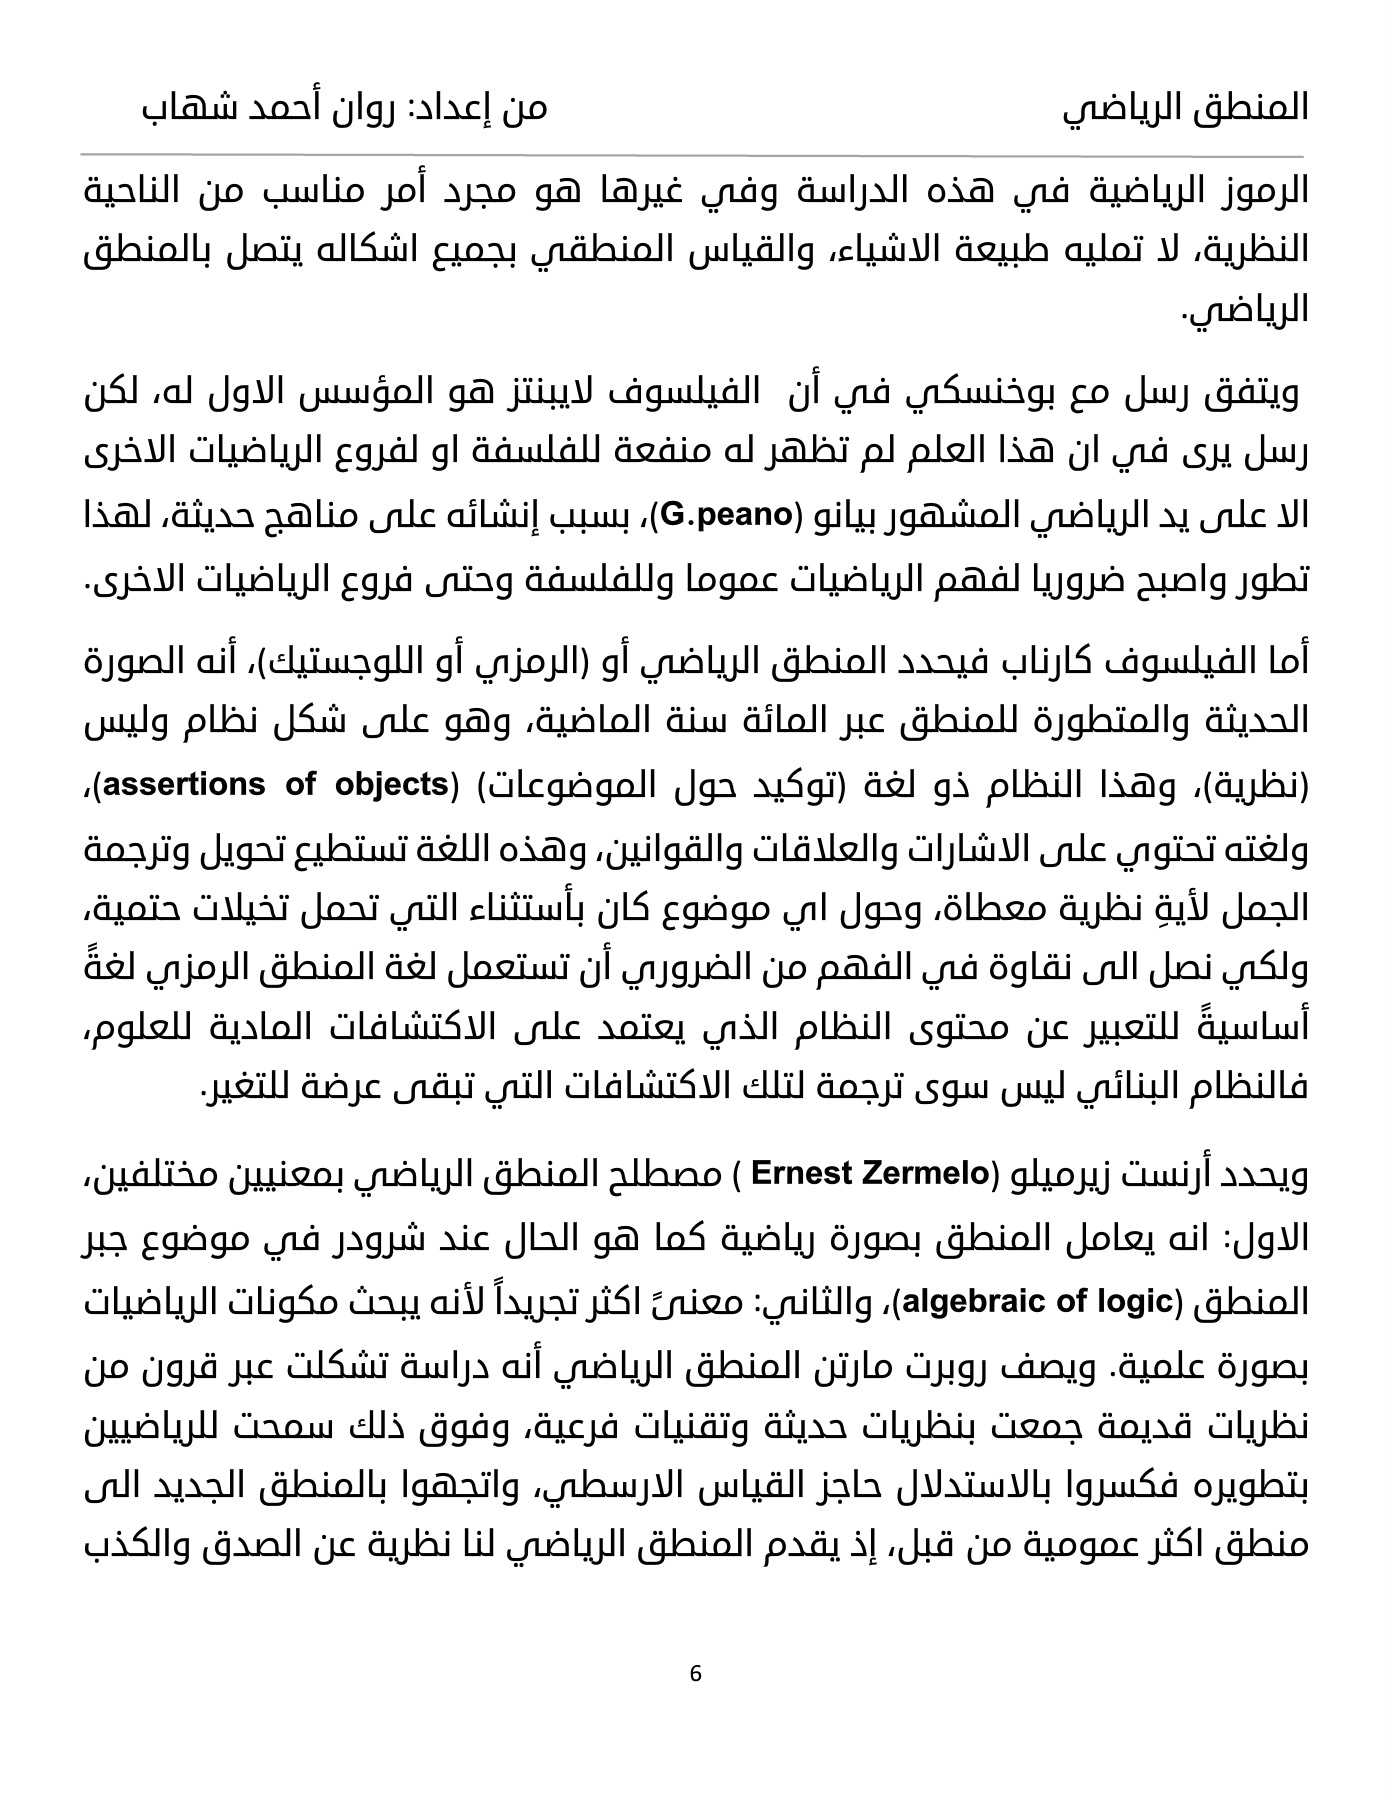 المنطق الرياضي من إعداد: روان أحمد شهاب
الرموز الرياضية في هذه الدراسة وفي غيرها هو مجرد أمر مناسب من الناحية
النظرية، لا تمليه طبيعة الاشياء، والقياس المنطقي بجميع اشكاله يتصل بالمنطق
الرياضي.
ويتفق رسل مع بوخنسكي في أن الفيلسوف لايبنتز هو المؤسس الاول له، لكن
رسل يرى في ان هذا العلم لم تظهر له منفعة للفلسفة او لفروع الرياضيات الاخرى
الا على يد الرياضي المشهور بيانو (G.peano)، بسبب إنشائه على مناهج حديثة، لهذا
تطور واصبح ضروريا لفهم الرياضيات عموما وللفلسفة وحتى فروع الرياضيات الاخرى.
أما الفيلسوف كارناب فيحدد المنطق الرياضي أو (الرمزي أو اللوجستيك)، أنه الصورة
الحديثة والمتطورة للمنطق عبر المائة سنة الماضية، وهو على شكل نظام وليس
(نظرية)، وهذا النظام ذو لغة (توكيد حول الموضوعات) (assertions of objects)،
ولغته تحتوي على الاشارات والعلاقات والقوانين، وهذه اللغة تستطيع تحويل وترجمة
الجمل لأيةِ نظرية معطاة، وحول اي موضوع كان بأستثناء التي تحمل تخيلات حتمية،
ولكي نصل الى نقاوة في الفهم من الضروري أن تستعمل لغة المنطق الرمزي لغةً
أساسيةً للتعبير عن محتوى النظام الذي يعتمد على الاكتشافات المادية للعلوم،
فالنظام البنائي ليس سوى ترجمة لتلك الاكتشافات التي تبقى عرضة للتغير.
ويحدد أرنست زيرميلو (Ernest Zermelo ) مصطلح المنطق الرياضي بمعنيين مختلفين،
الاول: انه يعامل المنطق بصورة رياضية كما هو الحال عند شرودر في موضوع جبر
المنطق (algebraic of logic)، والثاني: معنىً اكثر تجريداً لأنه يبحث مكونات الرياضيات
بصورة علمية. ويصف روبرت مارتن المنطق الرياضي أنه دراسة تشكلت عبر قرون من
نظريات قديمة جمعت بنظريات حديثة وتقنيات فرعية، وفوق ذلك سمحت للرياضيين
بتطويره فكسروا بالاستدلال حاجز القياس الارسطي، واتجهوا بالمنطق الجديد الى
منطق اكثر عمومية من قبل، إذ يقدم المنطق الرياضي لنا نظرية عن الصدق والكذب
6